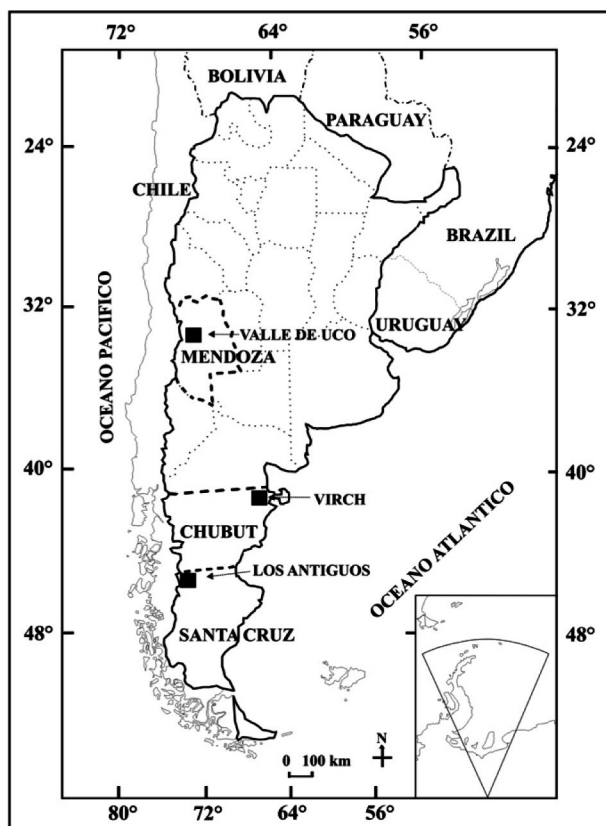 72° 64° 56°
BOLIVIA
PARAGUAY
24° 24°
CHILE
BRAZIL
32° 32°
URUGUAY
VALLE DE UCO
MENDOZA
OCEANO PACIFICO
40° 40°
VIRCH
CHUBUT
OCEANO ATLANTICO
LOS ANTIGUOS
48° 48°
SANTA CRUZ
N
0 100 km
80° 72° 64° 56°